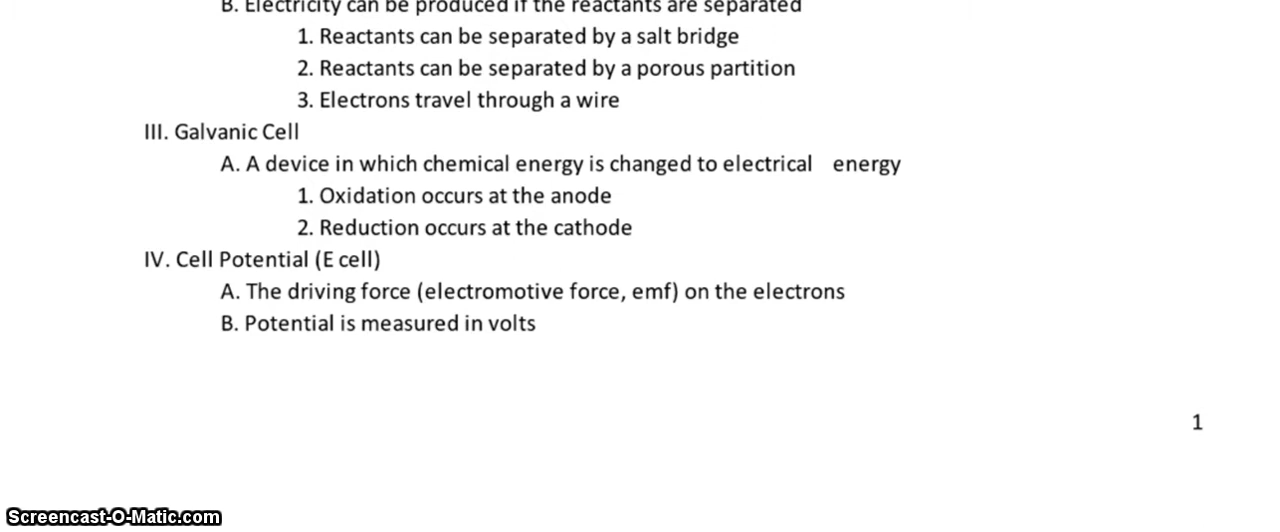 B. Electricity can be produced if the reactants are separated
1. Reactants can be separated by a salt bridge
2. Reactants can be separated by a porous partition
3. Electrons travel through a wire
III. Galvanic Cell
A. A device in which chemical energy is changed to electrical energy
1. Oxidation occurs at the anode
2. Reduction occurs at the cathode
IV. Cell Potential (E cell)
A. The driving force (electromotive force, emf) on the electrons
B. Potential is measured in volts
1
Screencast-O-Matic.com